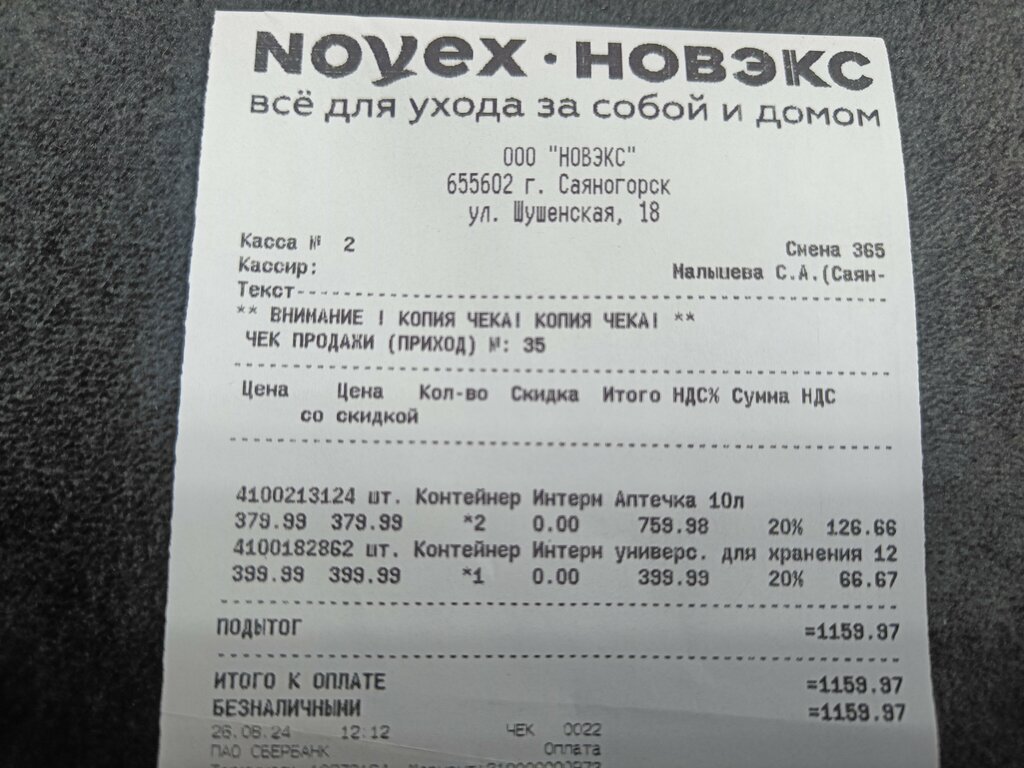 Novex · НОВЭКС
всё для ухода за собой и домом
ООО "НОВЭКС"
655602 г. Саяногорск
ул. Шушенская, 18
Касса № 2 Смена 365
Кассир: Малышева С.А.(Саян-
Текст
** ВНИМАНИЕ ! КОПИЯ ЧЕКА! КОПИЯ ЧЕКА! **
ЧЕК ПРОДАЖИ (ПРИХОД) №: 35
Цена Цена Кол-во Скидка Итого НДС% Сумма НДС
со скидкой
4100213124 шт. Контейнер Интерм Аптечка 10л
379.99 379.99 *2 0.00 759.98 20% 126.66
4100182862 шт. Контейнер Интерм универс. для хранения 12
399.99 399.99 *1 0.00 399.99 20% 66.67
ПОДЫТОГ =1159.97
ИТОГО К ОПЛАТЕ =1159.97
БЕЗНАЛИЧНЫМИ =1159.97
26.08.24 12:12 ЧЕК 0022
ПАО СБЕРБАНК Оплата